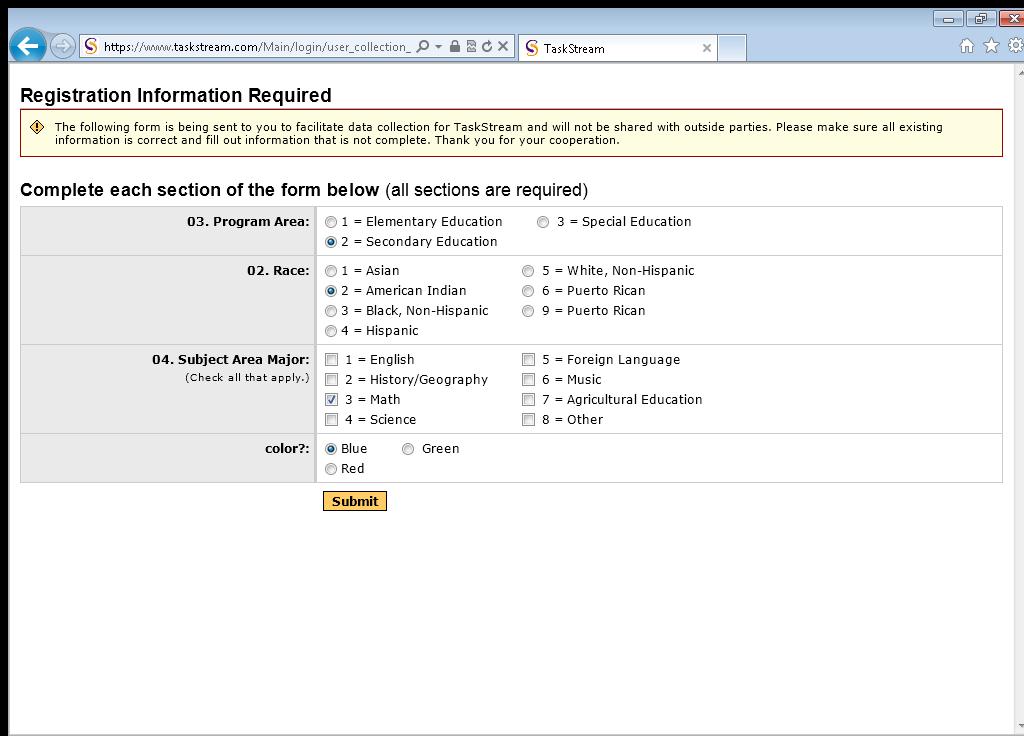 https://www.taskstream.com/Main/login/user_collection_
TaskStream
Registration Information Required
The following form is being sent to you to facilitate data collection for TaskStream and will not be shared with outside parties. Please make sure all existing
information is correct and fill out information that is not complete. Thank you for your cooperation.
Complete each section of the form below (all sections are required)
03. Program Area: 1 = Elementary Education 3 = Special Education
2 = Secondary Education
02. Race: 1 = Asian 5 = White, Non-Hispanic
2 = American Indian 6 = Puerto Rican
3 = Black, Non-Hispanic 9 = Puerto Rican
4 = Hispanic
04. Subject Area Major: 1 = English 5 = Foreign Language
(Check all that apply.) 2 = History/Geography 6 = Music
3 = Math 7 = Agricultural Education
4 = Science 8 = Other
color?: Blue Green
Red
Submit